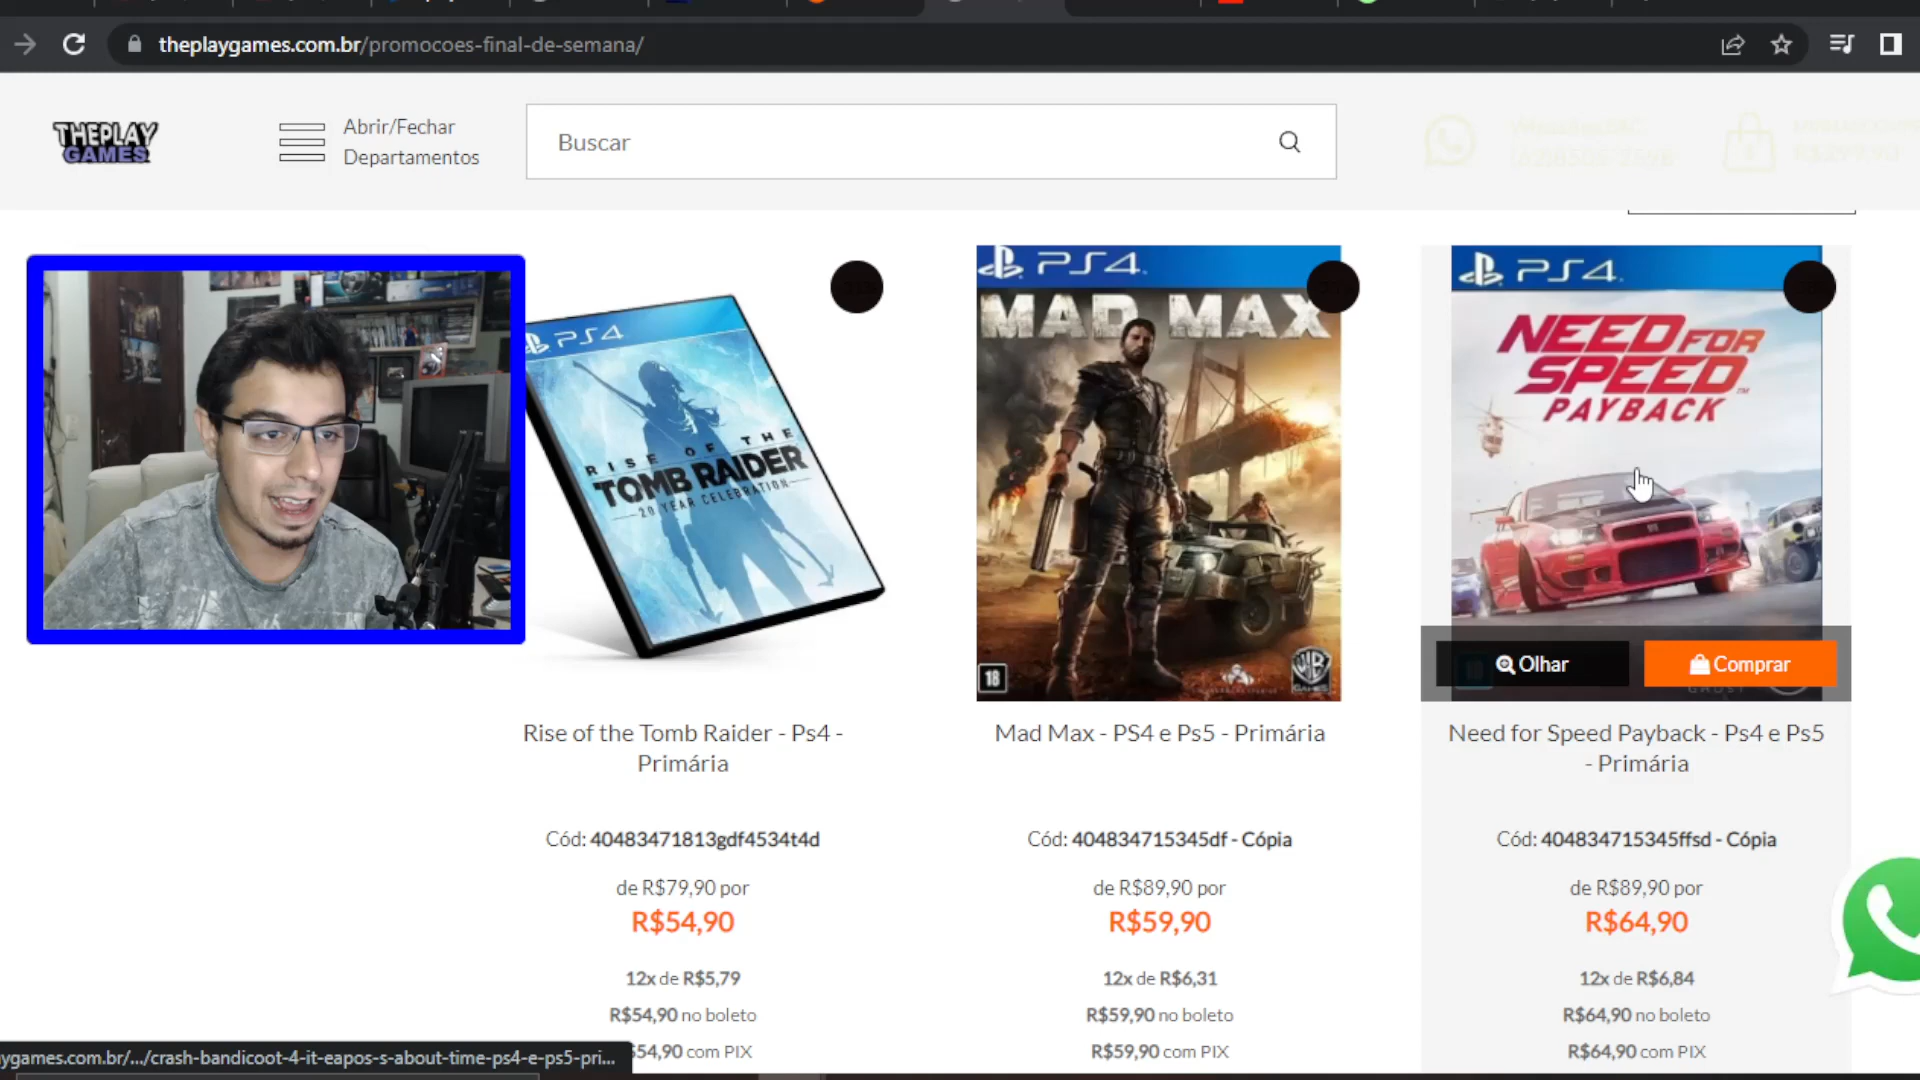 theplaygames.com.br/promocoes-final-de-semana/
THEPLAY
GAMES
Abrir/Fechar
Departamentos
Buscar
PS4
RISE OF THE
TOMB RAIDER
20 YEAR CELEBRATION
PS4
MAD MAX
18
WB
GAMES
PS4
NEED FOR
SPEED
PAYBACK
Olhar
Comprar
GHOST
Rise of the Tomb Raider - Ps4 -
Primária
Cód: 40483471813gdf4534t4d
de R$79,90 por
R$54,90
12x de R$5,79
R$54,90 no boleto
54,90 com PIX
Mad Max - PS4 e Ps5 - Primária
Cód: 404834715345df - Cópia
de R$89,90 por
R$59,90
12x de R$6,31
R$59,90 no boleto
R$59,90 com PIX
Need for Speed Payback - Ps4 e Ps5
- Primária
Cód: 404834715345ffsd - Cópia
de R$89,90 por
R$64,90
12x de R$6,84
R$64,90 no boleto
R$64,90 com PIX
ygames.com.br/.../crash-bandicoot-4-it-eapos-s-about-time-ps4-e-ps5-pri...